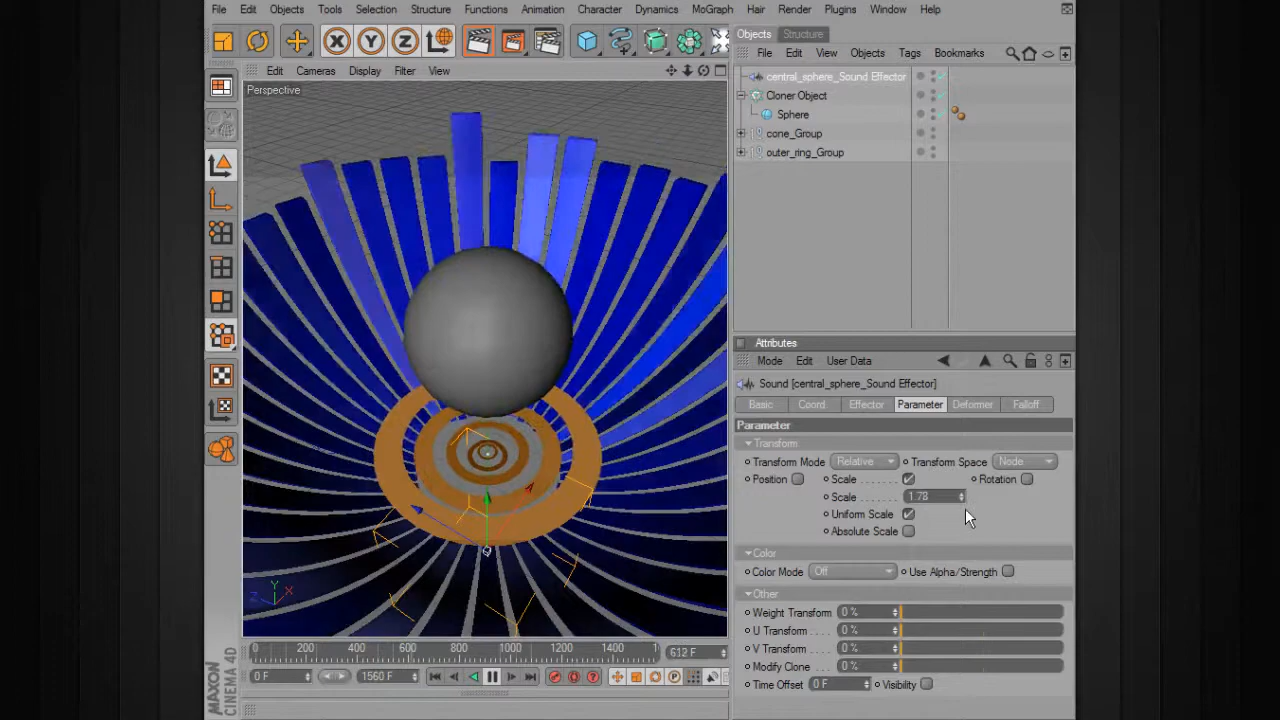 File Edit Objects Tools Selection Structure Functions Animation Character Dynamics MoGraph Hair Render Plugins Window Help
X Y Z
Objects Structure
File Edit View Objects Tags Bookmarks
Edit Cameras Display Filter View
Perspective
central_sphere_Sound Effector
Cloner Object
Sphere
cone_Group
outer_ring_Group
Attributes
Mode Edit User Data
Sound [central_sphere_Sound Effector]
Basic Coord. Effector Parameter Deformer Falloff
Parameter
Transform
Transform Mode Relative Transform Space Node
Position Scale Rotation
Scale 1.78
Uniform Scale
Absolute Scale
Color
Color Mode Off Use Alpha/Strength
Other
Weight Transform 0 %
U Transform 0 %
V Transform 0 %
Modify Clone 0 %
Time Offset 0 F Visibility
Y X Z
0 200 400 600 800 1000 1200 1400 1 612 F
0 F 1560 F
MAXON
CINEMA 4D